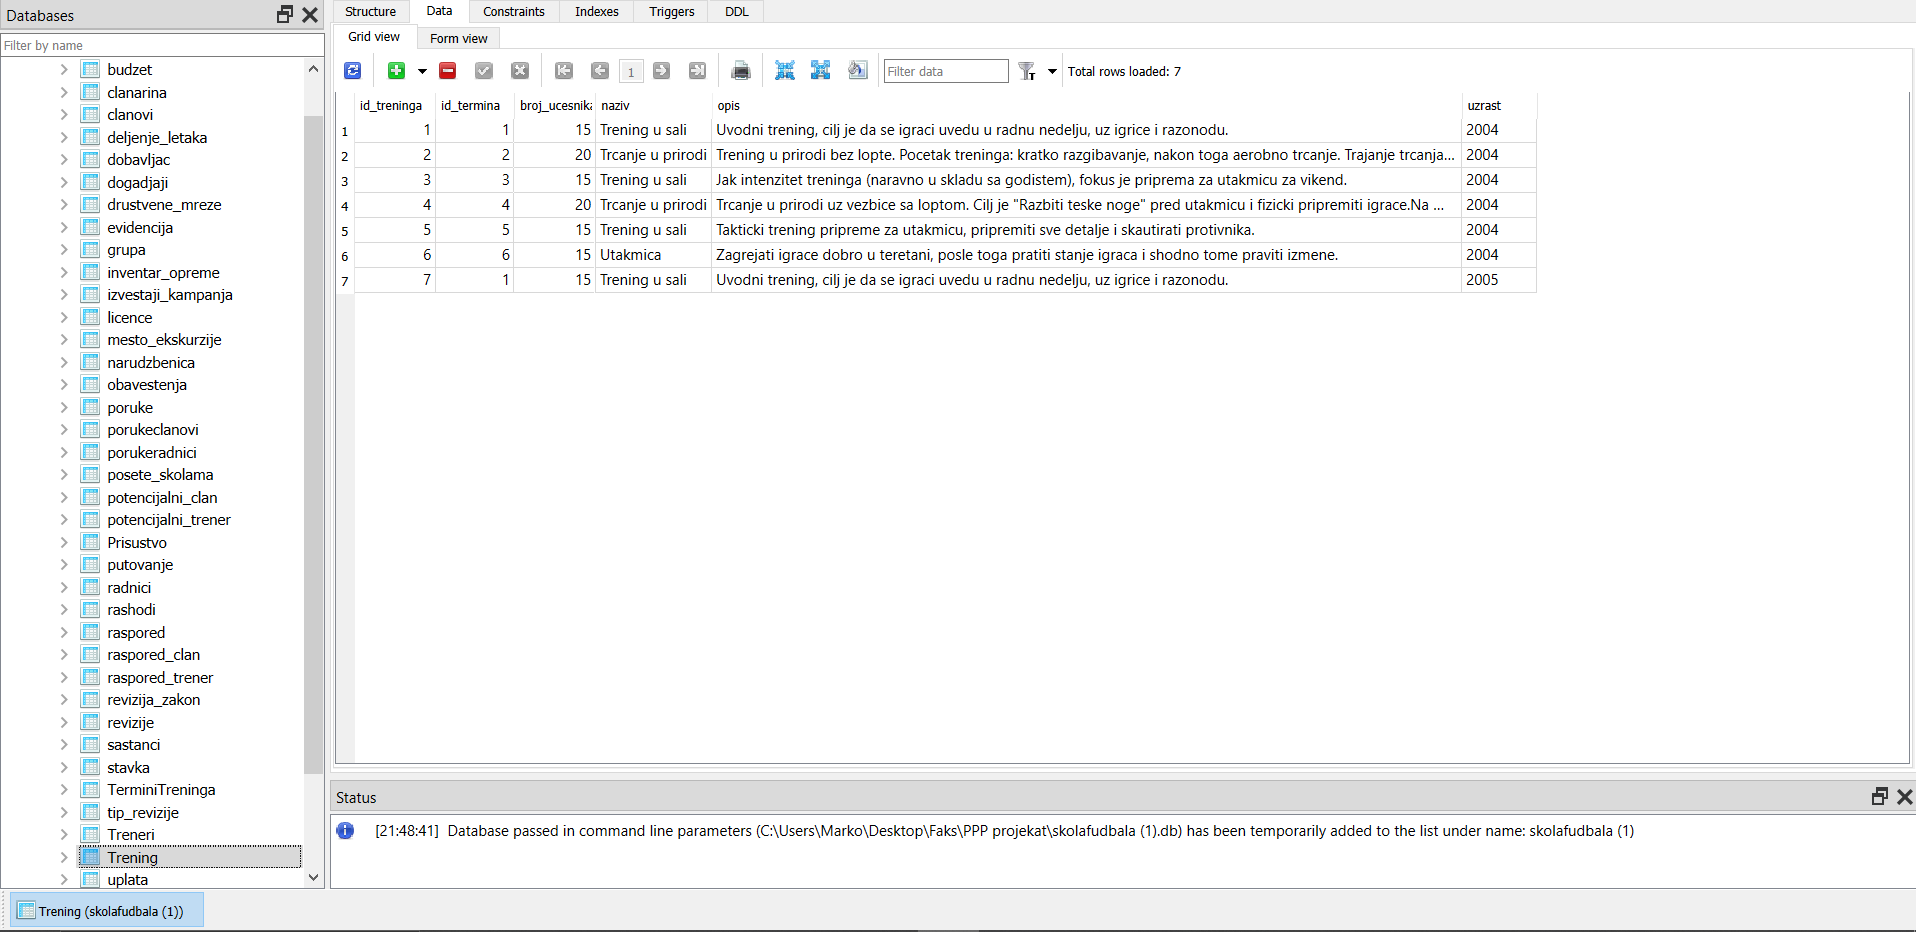 Databases
Filter by name
budzet
clanarina
clanovi
deljenje_letaka
dobavljac
dogadjaji
drustvene_mreze
evidencija
grupa
inventar_opreme
izvestaji_kampanja
licence
mesto_ekskurzije
narudzbenica
obavestenja
poruke
porukeclanovi
porukeradnici
posete_skolama
potencijalni_clan
potencijalni_trener
Prisustvo
putovanje
radnici
rashodi
raspored
raspored_clan
raspored_trener
revizija_zakon
revizije
sastanci
stavka
TerminiTreninga
tip_revizije
Treneri
Trening
uplata
Structure Data Constraints Indexes Triggers DDL
Grid view Form view
1 Filter data T Total rows loaded: 7
id_treninga id_termina broj_ucesnika naziv opis uzrast
1 1 1 15 Trening u sali Uvodni trening, cilj je da se igraci uvedu u radnu nedelju, uz igrice i razonodu. 2004
2 2 2 20 Trcanje u prirodi Trening u prirodi bez lopte. Pocetak treninga: kratko razgibavanje, nakon toga aerobno trcanje. Trajanje trcanja... 2004
3 3 3 15 Trening u sali Jak intenzitet treninga (naravno u skladu sa godistem), fokus je priprema za utakmicu za vikend. 2004
4 4 4 20 Trcanje u prirodi Trcanje u prirodi uz vezbice sa loptom. Cilj je "Razbiti teske noge" pred utakmicu i fizicki pripremiti igrace.Na ... 2004
5 5 5 15 Trening u sali Takticki trening pripreme za utakmicu, pripremiti sve detalje i skautirati protivnika. 2004
6 6 6 15 Utakmica Zagrejati igrace dobro u teretani, posle toga pratiti stanje igraca i shodno tome praviti izmene. 2004
7 7 1 15 Trening u sali Uvodni trening, cilj je da se igraci uvedu u radnu nedelju, uz igrice i razonodu. 2005
Status
[21:48:41] Database passed in command line parameters (C:\Users\Marko\Desktop\Faks\PPP projekat\skolafudbala (1).db) has been temporarily added to the list under name: skolafudbala (1)
Trening (skolafudbala (1))